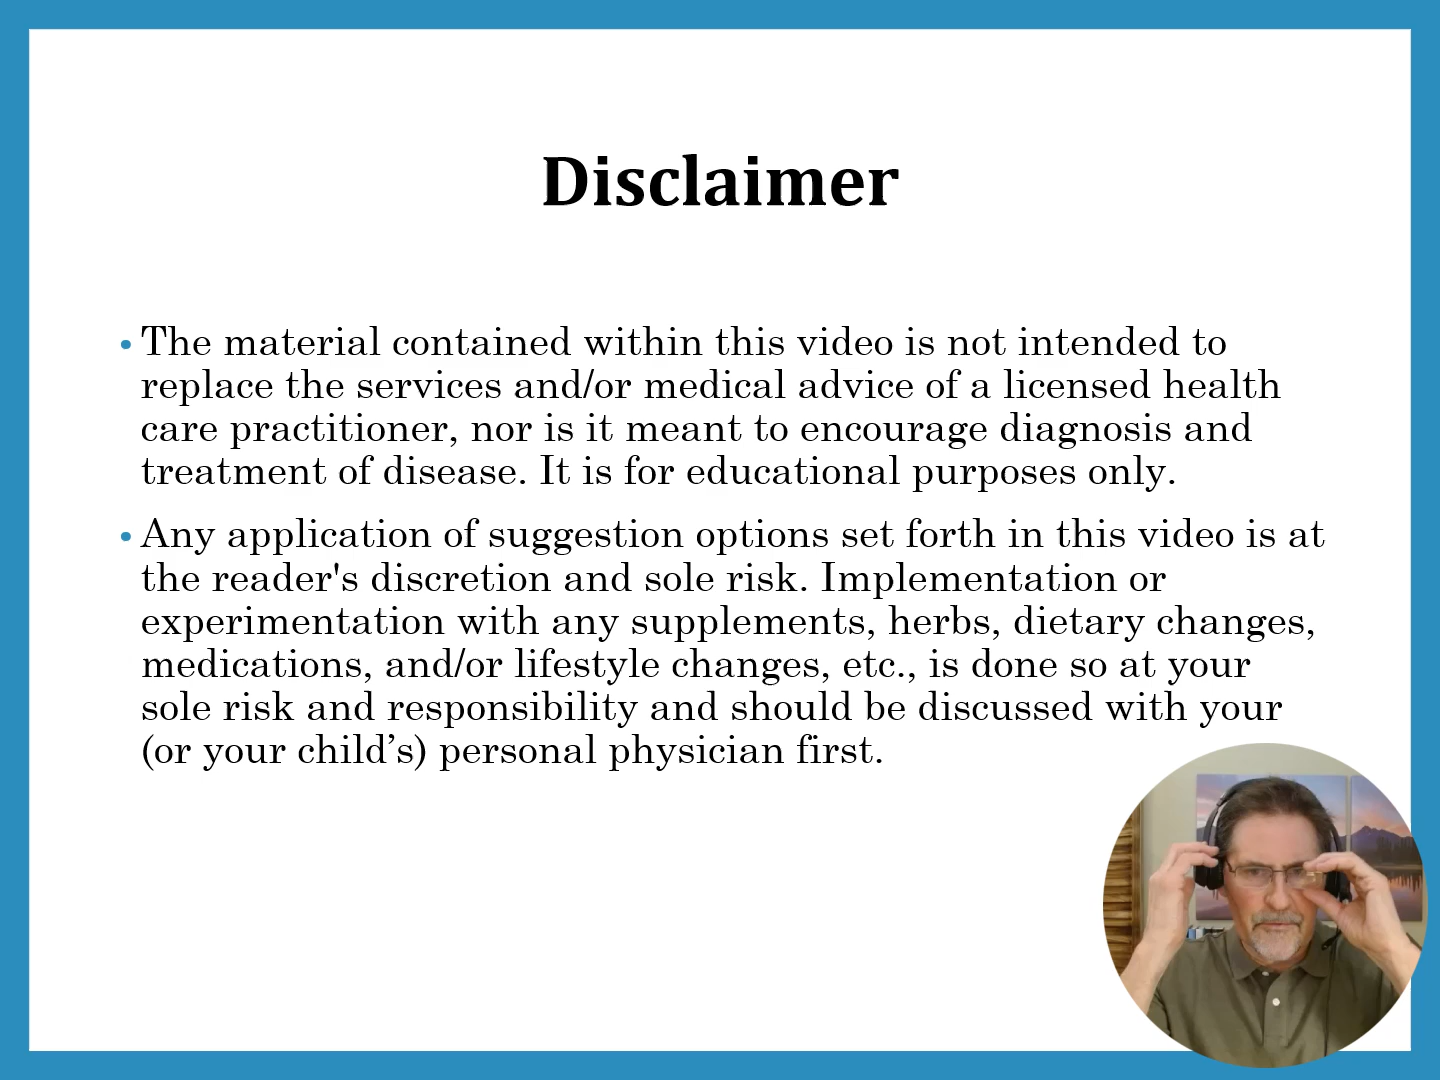 Disclaimer
• The material contained within this video is not intended to
replace the services and/or medical advice of a licensed health
care practitioner, nor is it meant to encourage diagnosis and
treatment of disease. It is for educational purposes only.
• Any application of suggestion options set forth in this video is at
the reader's discretion and sole risk. Implementation or
experimentation with any supplements, herbs, dietary changes,
medications, and/or lifestyle changes, etc., is done so at your
sole risk and responsibility and should be discussed with your
(or your child’s) personal physician first.